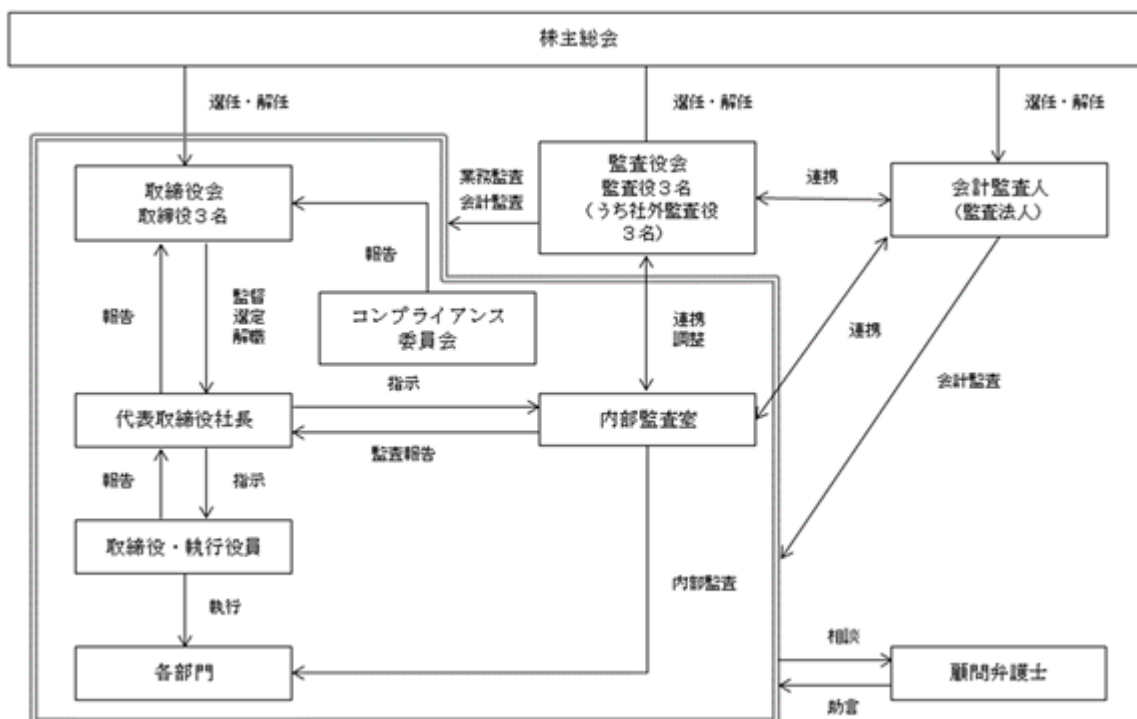 株主総会
選任・解任
選任・解任
選任・解任
取締役会
取締役３名
業務監査
会計監査
監査役会
監査役３名
（うち社外監査役
３名）
連携
会計監査人
（監査法人）
報告
報告
監督
選定
解職
コンプライアンス
委員会
連携
調整
連携
会計監査
代表取締役社長
指示
監査報告
内部監査室
報告
指示
取締役・執行役員
執行
内部監査
各部門
相談
助言
顧問弁護士